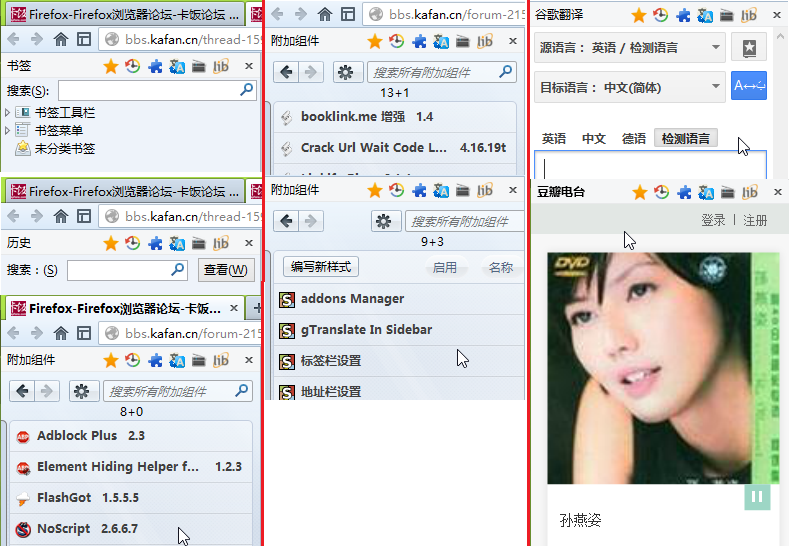 Firefox-Firefox浏览器论坛-卡饭论坛 ...
bbs.kafan.cn/thread-159
书签
搜索(S):
书签工具栏
书签菜单
未分类书签
Firefox-Firefox浏览器论坛-卡饭论坛 ...
bbs.kafan.cn/thread-159
历史
搜索：(S)
查看(W)
Firefox-Firefox浏览器论坛-卡饭...
bbs.kafan.cn/forum-215
附加组件
搜索所有附加组件
8+0
Adblock Plus 2.3
Element Hiding Helper f... 1.2.3
FlashGot 1.5.5.5
NoScript 2.6.6.7
bbs.kafan.cn/forum-215
附加组件
搜索所有附加组件
13+1
booklink.me 增强 1.4
Crack Url Wait Code L... 4.16.19t
附加组件
搜索所有附加组件
9+3
编写新样式
启用
名称
addons Manager
gTranslate In Sidebar
标签栏设置
地址栏设置
谷歌翻译
源语言： 英语 / 检测语言
目标语言： 中文(简体)
英语 中文 德语 检测语言
豆瓣电台
登录 | 注册
DVD
孙燕姿
孙燕姿